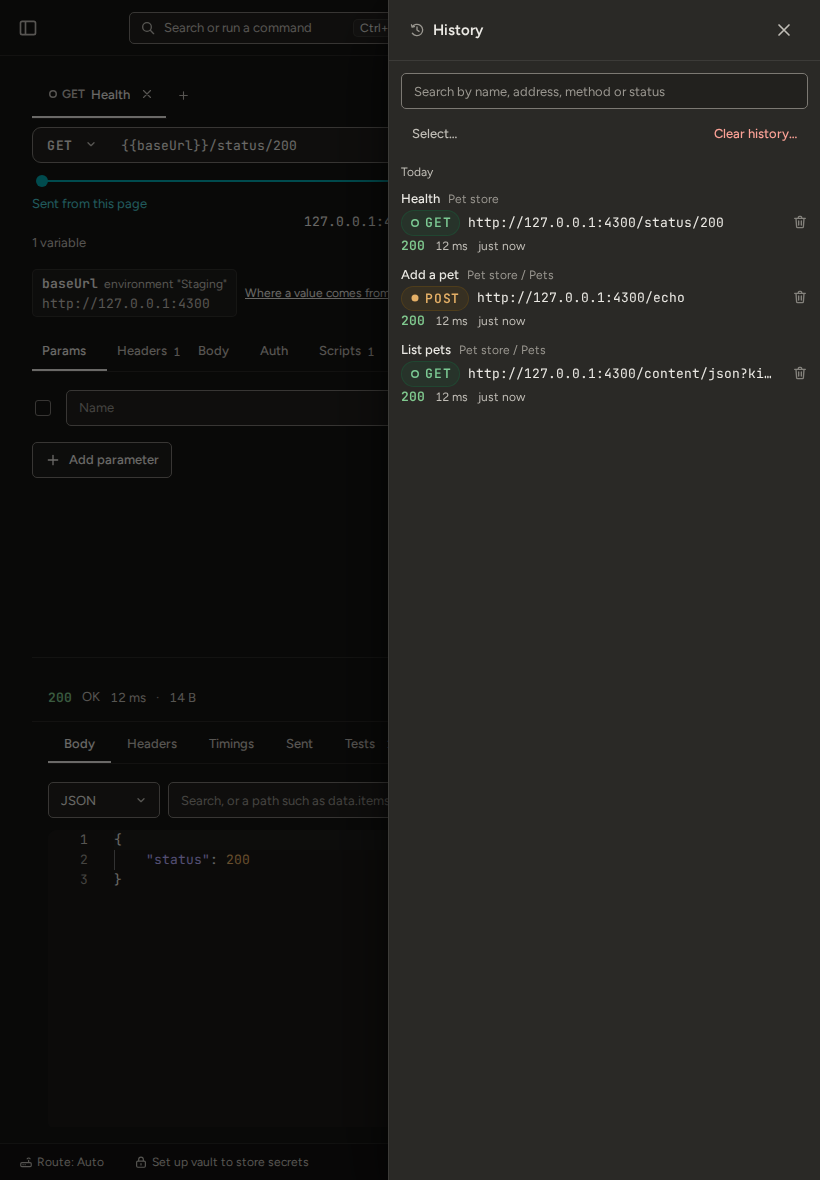 Search or run a command Ctrl+
GET Health
GET {{baseUrl}}/status/200
Sent from this page
127.0.0.1:4
1 variable
baseUrl environment "Staging"
http://127.0.0.1:4300
Where a value comes from
Params Headers 1 Body Auth Scripts 1
Name
Add parameter
200 OK 12 ms · 14 B
Body Headers Timings Sent Tests
JSON Search, or a path such as data.items
1 {
2 "status": 200
3 }
Route: Auto Set up vault to store secrets
History
Search by name, address, method or status
Select... Clear history...
Today
Health Pet store
GET http://127.0.0.1:4300/status/200
200 12 ms just now
Add a pet Pet store / Pets
POST http://127.0.0.1:4300/echo
200 12 ms just now
List pets Pet store / Pets
GET http://127.0.0.1:4300/content/json?ki…
200 12 ms just now